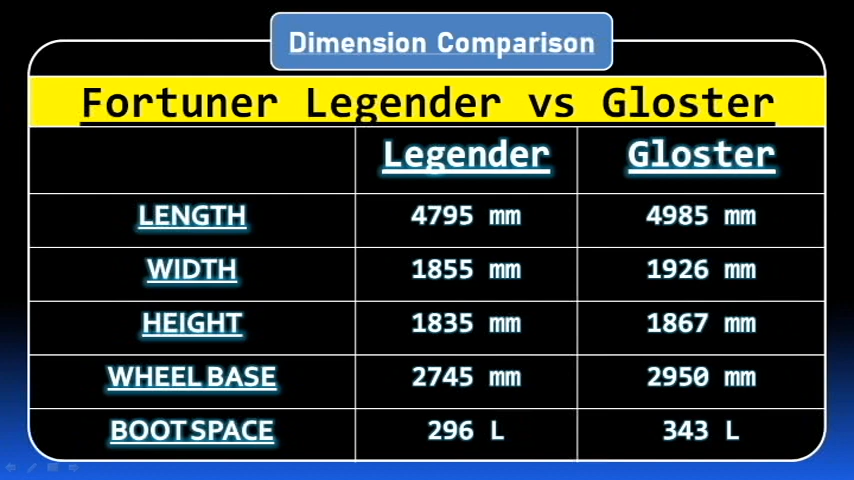 Dimension Comparison
Fortuner Legender vs Gloster
Legender Gloster
LENGTH 4795 mm 4985 mm
WIDTH 1855 mm 1926 mm
HEIGHT 1835 mm 1867 mm
WHEEL BASE 2745 mm 2950 mm
BOOT SPACE 296 L 343 L